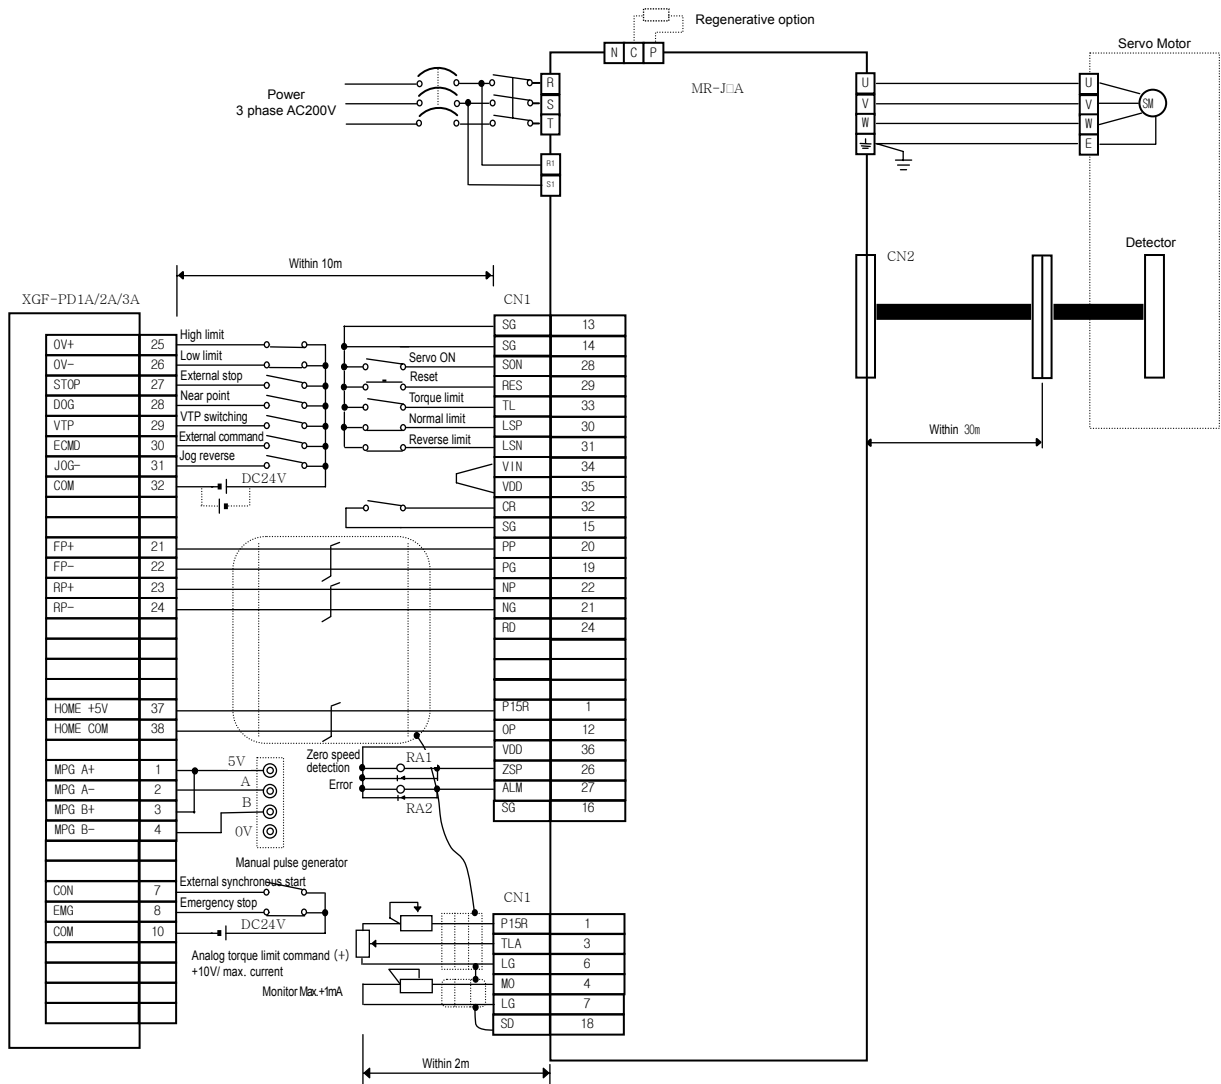 Regenerative option
N C P
Servo Motor
Power
3 phase AC200V
R
S
T
R1
S1
MR-J□A
U
V
W
U
V
W
E
SM
CN2
Detector
Within 30m
Within 10m
XGF-PD1A/2A/3A
CN1
0V+ 25 High limit
0V- 26 Low limit
STOP 27 External stop
DOG 28 Near point
VTP 29 VTP switching
ECMD 30 External command
JOG- 31 Jog reverse
COM 32 DC24V
FP+ 21
FP- 22
RP+ 23
RP- 24
HOME +5V 37
HOME COM 38
MPG A+ 1 5V
MPG A- 2 A
MPG B+ 3 B
MPG B- 4 0V
Manual pulse generator
CON 7 External synchronous start
EMG 8 Emergency stop
COM 10 DC24V
SG 13
SG 14
Servo ON SON 28
Reset RES 29
Torque limit TL 33
Normal limit LSP 30
Reverse limit LSN 31
VIN 34
VDD 35
CR 32
SG 15
PP 20
PG 19
NP 22
NG 21
RD 24
P15R 1
OP 12
VDD 36
Zero speed
detection RA1 ZSP 26
Error ALM 27
RA2 SG 16
CN1
P15R 1
TLA 3
LG 6
MO 4
LG 7
SD 18
Analog torque limit command (+)
+10V/ max. current
Monitor Max.+1mA
Within 2m